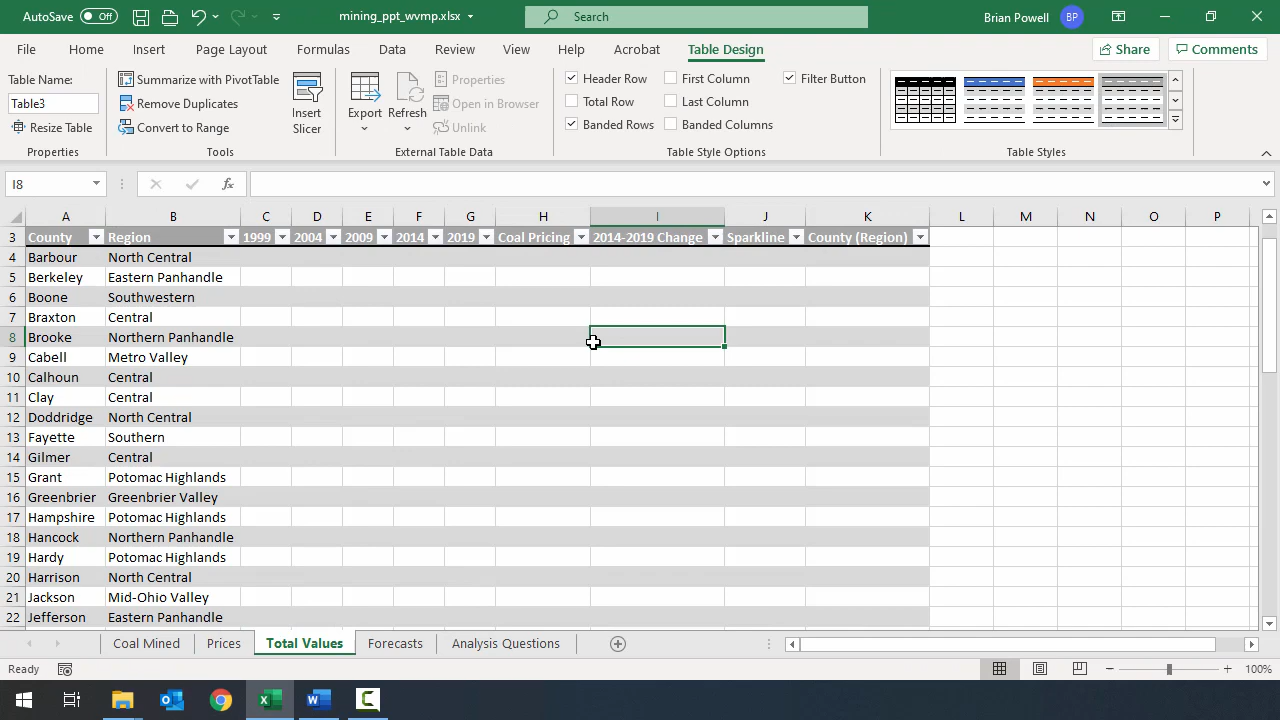 AutoSave Off mining_ppt_wvmp.xlsx Search Brian Powell BP
File Home Insert Page Layout Formulas Data Review View Help Acrobat Table Design Share Comments
Table Name:
Table3
Resize Table
Properties
Summarize with PivotTable
Remove Duplicates
Convert to Range
Insert
Slicer
Tools
Export
Refresh
Properties
Open in Browser
Unlink
External Table Data
Header Row
Total Row
Banded Rows
First Column
Last Column
Banded Columns
Filter Button
Table Style Options
Table Styles
I8 fx
A B C D E F G H I J K L M N O P
3 County Region 1999 2004 2009 2014 2019 Coal Pricing 2014-2019 Change Sparkline County (Region)
4 Barbour North Central
5 Berkeley Eastern Panhandle
6 Boone Southwestern
7 Braxton Central
8 Brooke Northern Panhandle
9 Cabell Metro Valley
10 Calhoun Central
11 Clay Central
12 Doddridge North Central
13 Fayette Southern
14 Gilmer Central
15 Grant Potomac Highlands
16 Greenbrier Greenbrier Valley
17 Hampshire Potomac Highlands
18 Hancock Northern Panhandle
19 Hardy Potomac Highlands
20 Harrison North Central
21 Jackson Mid-Ohio Valley
22 Jefferson Eastern Panhandle
Coal Mined Prices Total Values Forecasts Analysis Questions
Ready 100%